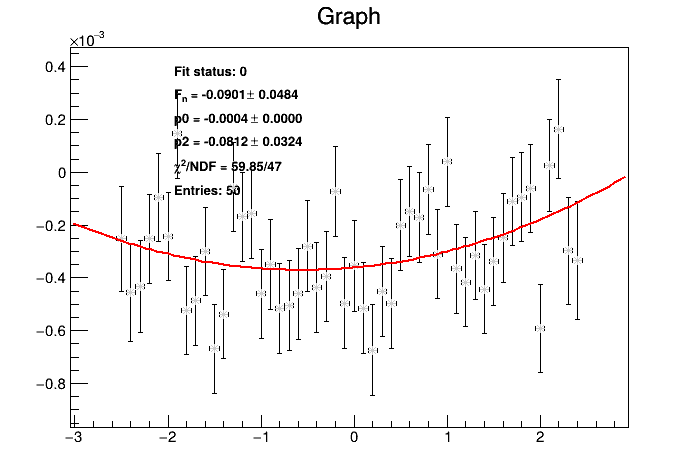 Graph
×10⁻³
Fit status: 0
Fₙ = -0.0901± 0.0484
p0 = -0.0004 ± 0.0000
p2 = -0.0812 ± 0.0324
χ²/NDF = 59.85/47
Entries: 50
0.4
0.2
0
−0.2
−0.4
−0.6
−0.8
−3 −2 −1 0 1 2